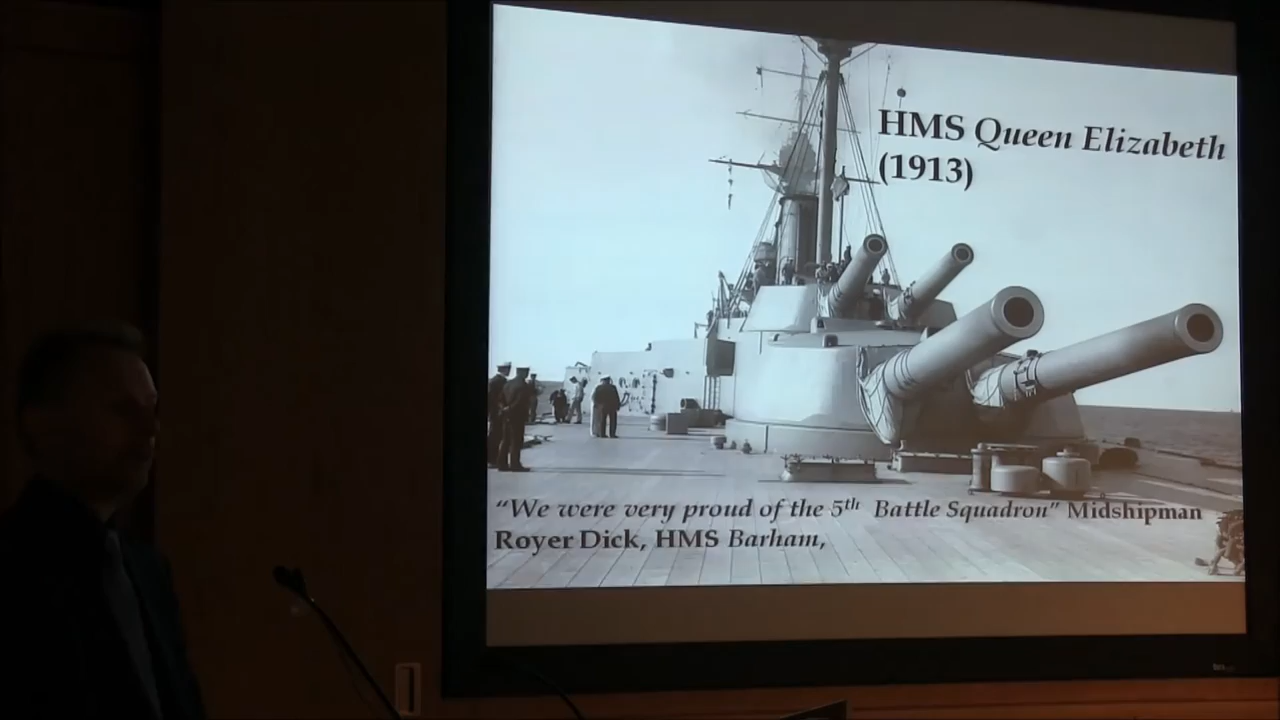 HMS Queen Elizabeth
(1913)
“We were very proud of the 5th Battle Squadron” Midshipman
Royer Dick, HMS Barham,